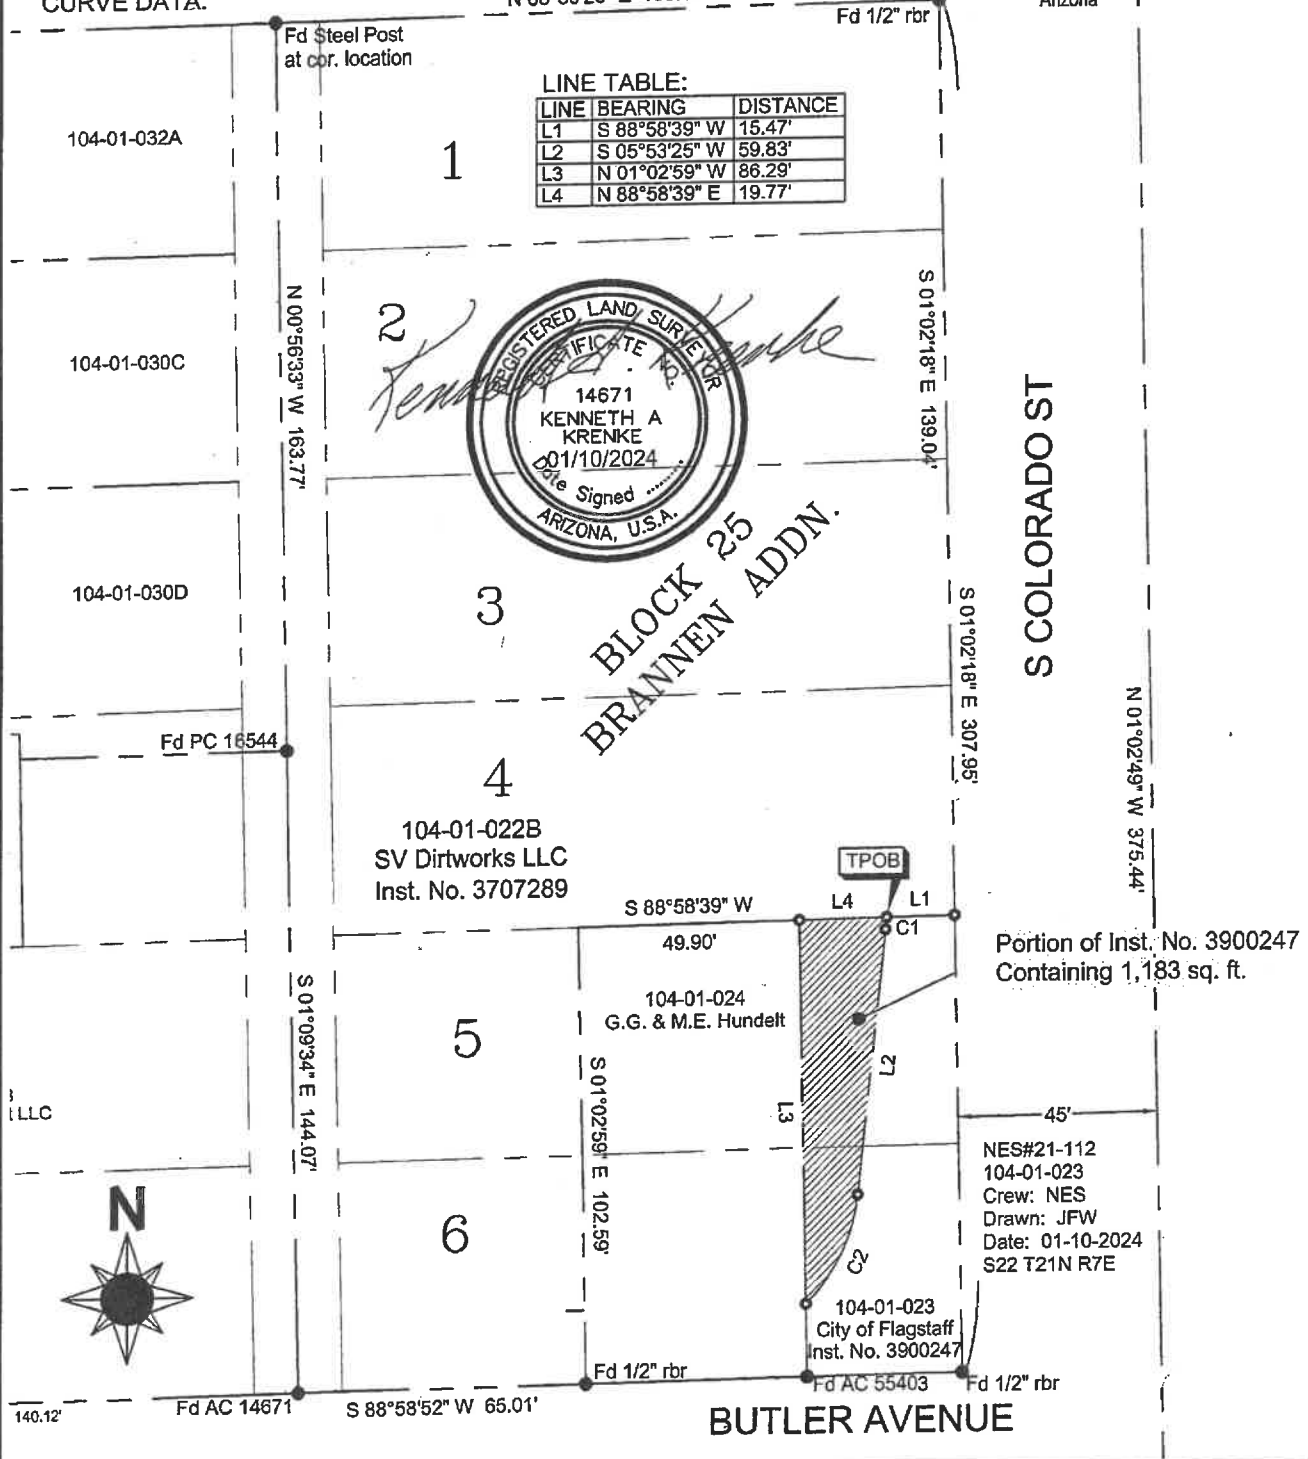 CURVE DATA:
Arizona
Fd Steel Post
at cor. location
Fd 1/2" rbr
LINE TABLE:
LINE BEARING DISTANCE
L1 S 88°58'39" W 15.47'
L2 S 05°53'25" W 59.83'
L3 N 01°02'59" W 86.29'
L4 N 88°58'39" E 19.77'
104-01-032A
1
104-01-030C
2
N 00°56'33" W 163.77'
Kenneth A Krenke
REGISTERED LAND SURVEYOR
CERTIFICATE NO.
14671
KENNETH A
KRENKE
01/10/2024
Date Signed
ARIZONA, U.S.A.
S 01°02'18" E 139.04'
S COLORADO ST
BLOCK 25
BRANNEN ADDN.
104-01-030D
3
S 01°02'18" E 307.95'
N 01°02'49" W 375.44'
Fd PC 16544
4
104-01-022B
SV Dirtworks LLC
Inst. No. 3707289
TPOB
S 88°58'39" W
49.90'
L4
L1
C1
Portion of Inst. No. 3900247
Containing 1,183 sq. ft.
104-01-024
G.G. & M.E. Hundelt
5
S 01°09'34" E 144.07'
S 01°02'59" E 102.59'
L3
L2
LLC
45'
NES#21-112
104-01-023
Crew: NES
Drawn: JFW
Date: 01-10-2024
S22 T21N R7E
N
6
C2
104-01-023
City of Flagstaff
Inst. No. 3900247
Fd 1/2" rbr
Fd AC 55403
Fd 1/2" rbr
140.12'
Fd AC 14671
S 88°58'52" W 65.01'
BUTLER AVENUE